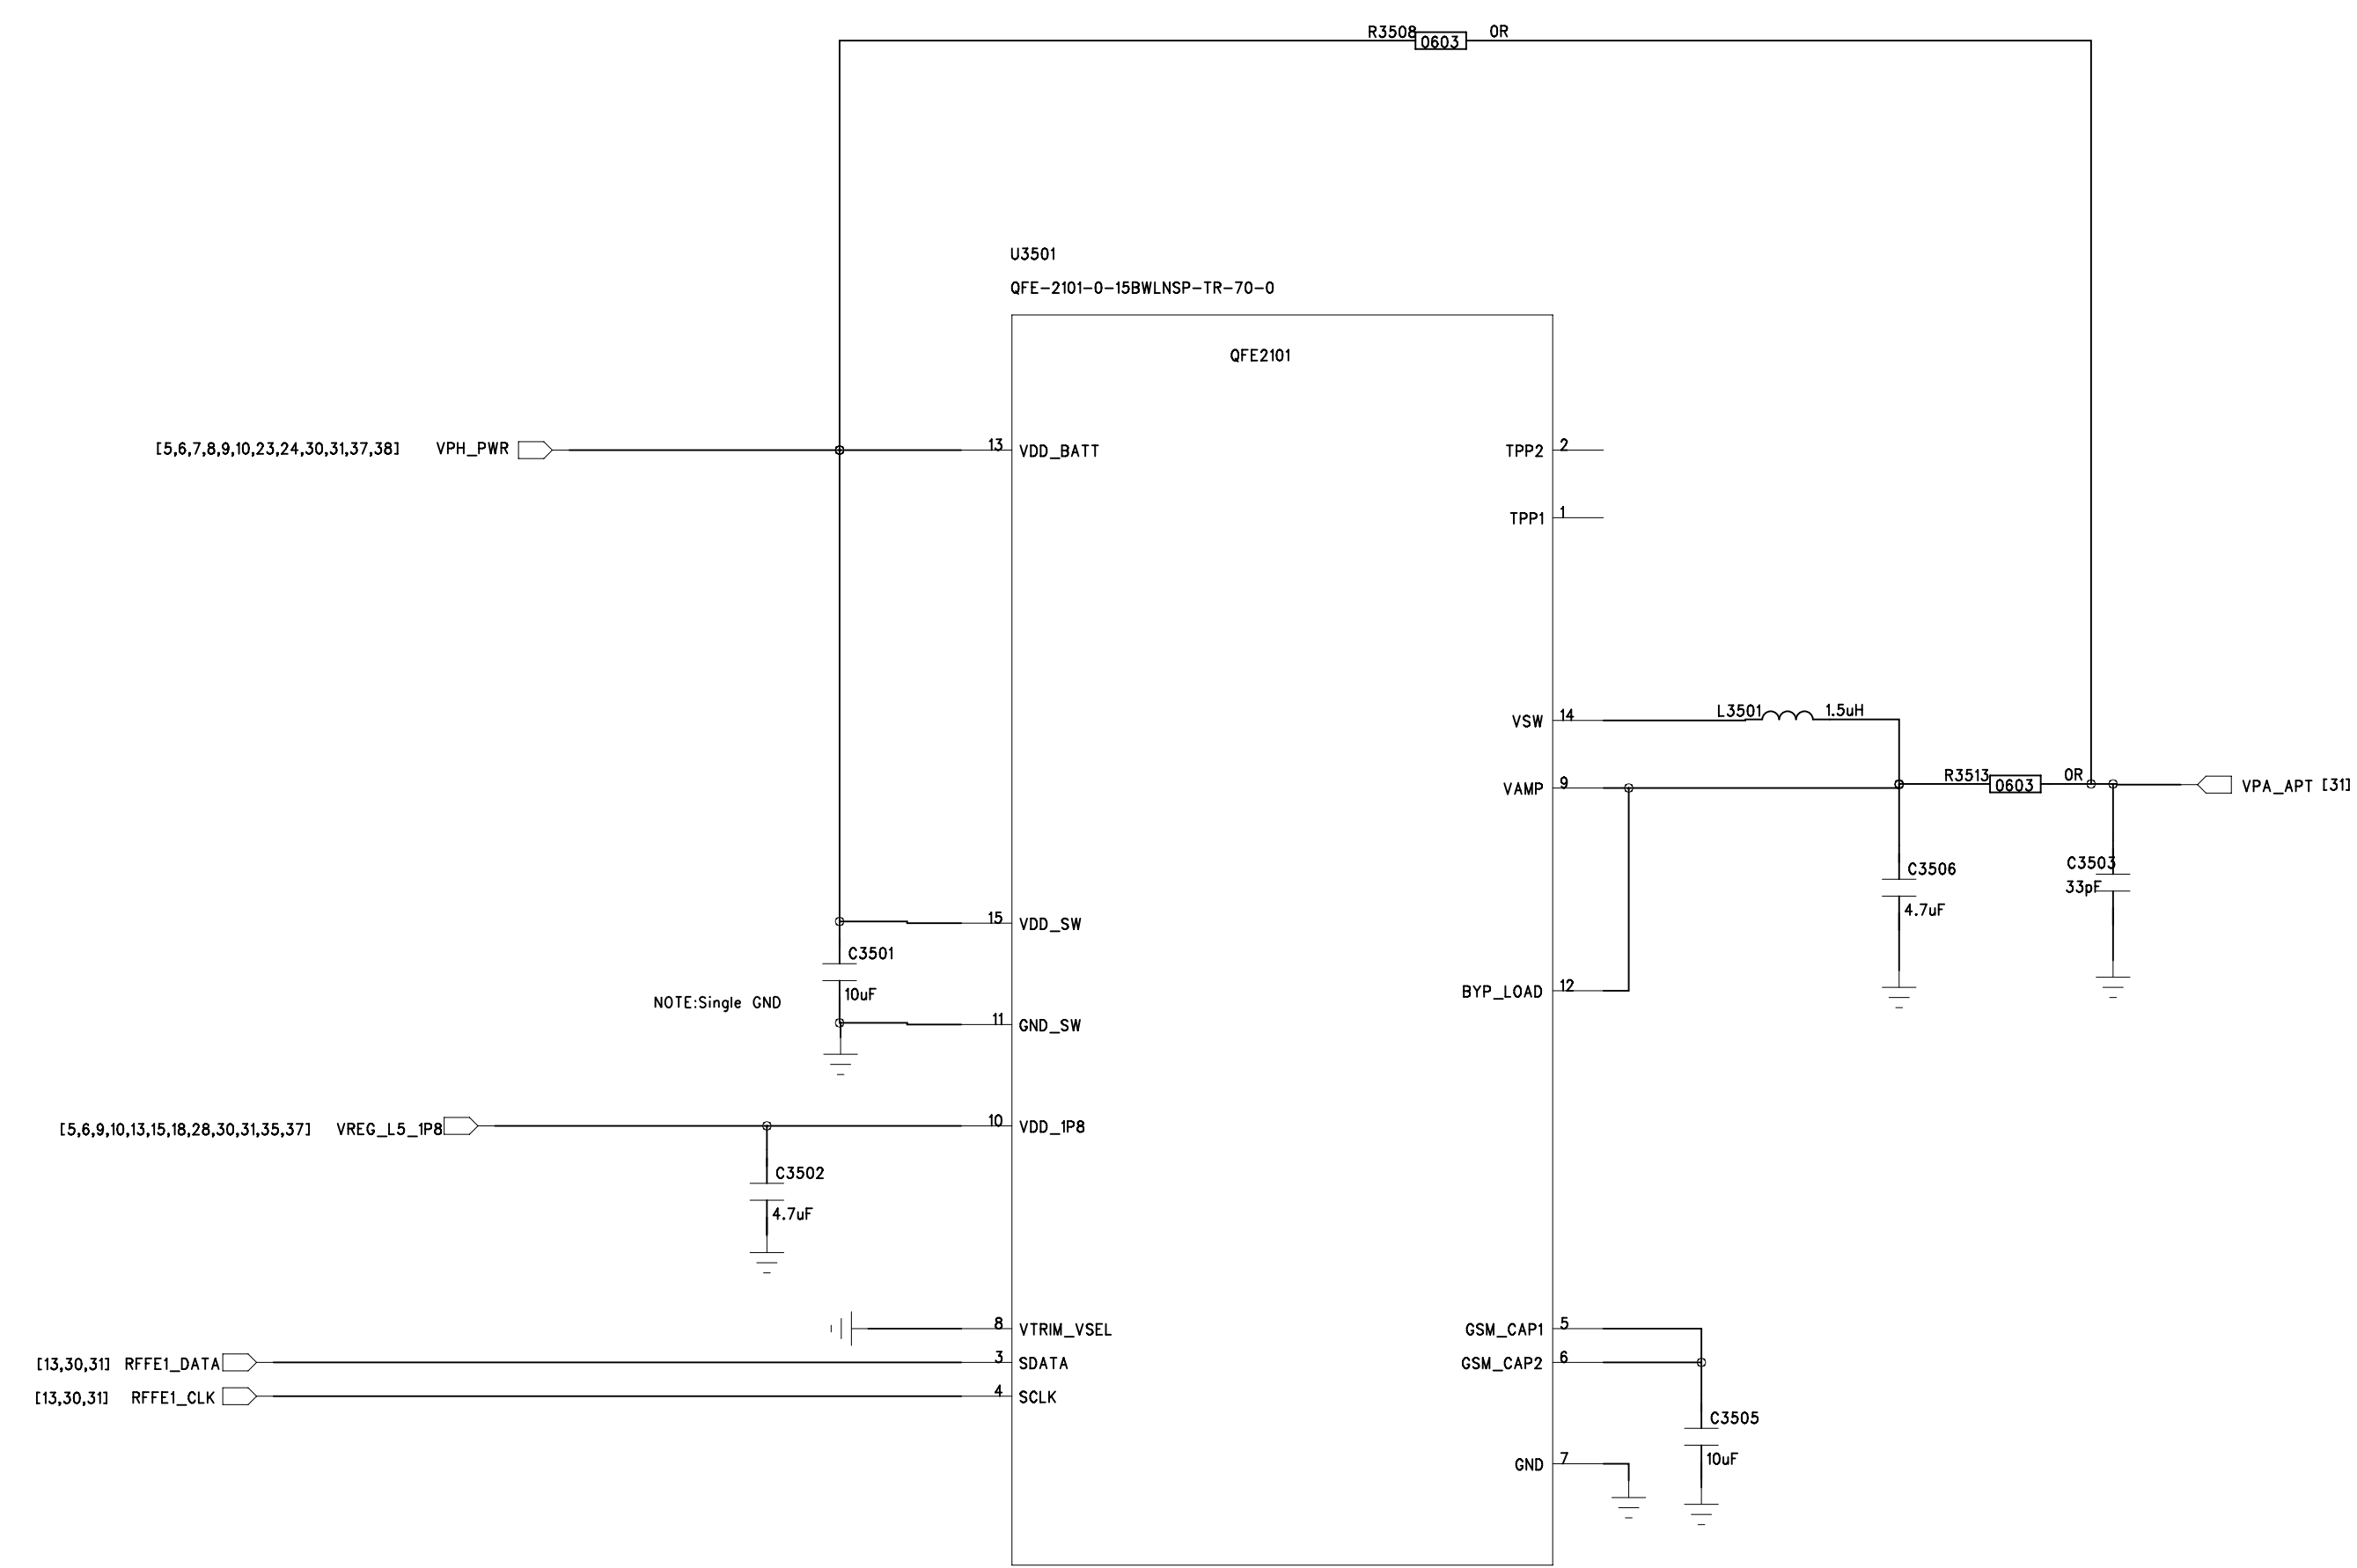 R3508 0603 0R
U3501
QFE-2101-0-15BWLNSP-TR-70-0
QFE2101
[5,6,7,8,9,10,23,24,30,31,37,38] VPH_PWR 13 VDD_BATT TPP2 2
TPP1 1
VSW 14 L3501 1.5uH
VAMP 9 R3513 0603 0R VPA_APT [31]
C3506
4.7uF
C3503
33pF
15 VDD_SW
C3501
10uF
BYP_LOAD 12
NOTE:Single GND
11 GND_SW
[5,6,9,10,13,15,18,28,30,31,35,37] VREG_L5_1P8 10 VDD_1P8
C3502
4.7uF
8 VTRIM_VSEL GSM_CAP1 5
[13,30,31] RFFE1_DATA 3 SDATA GSM_CAP2 6
[13,30,31] RFFE1_CLK 4 SCLK
C3505
10uF
GND 7